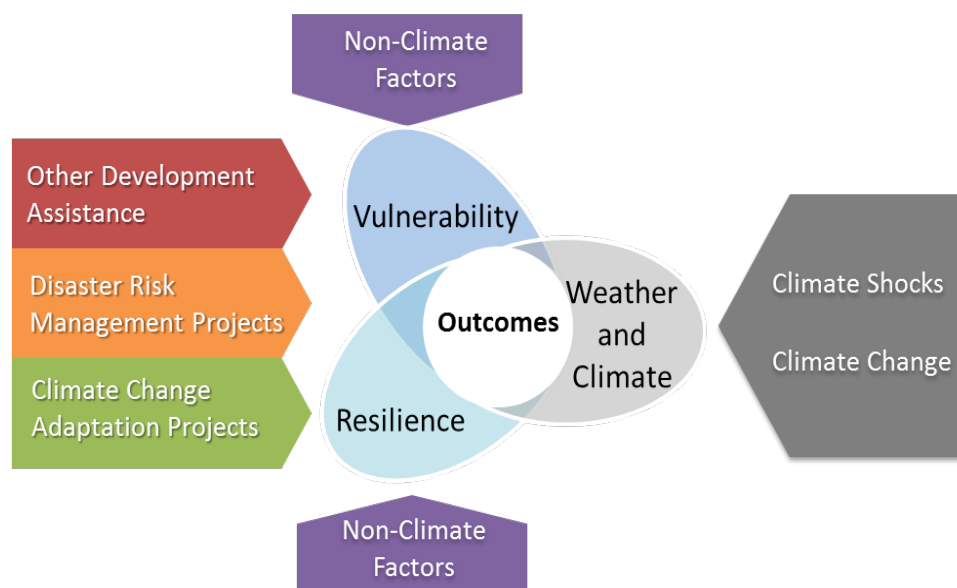 Non-Climate
Factors
Other Development
Assistance
Disaster Risk
Management Projects
Climate Change
Adaptation Projects
Vulnerability
Outcomes
Resilience
Weather
and
Climate
Climate Shocks
Climate Change
Non-Climate
Factors